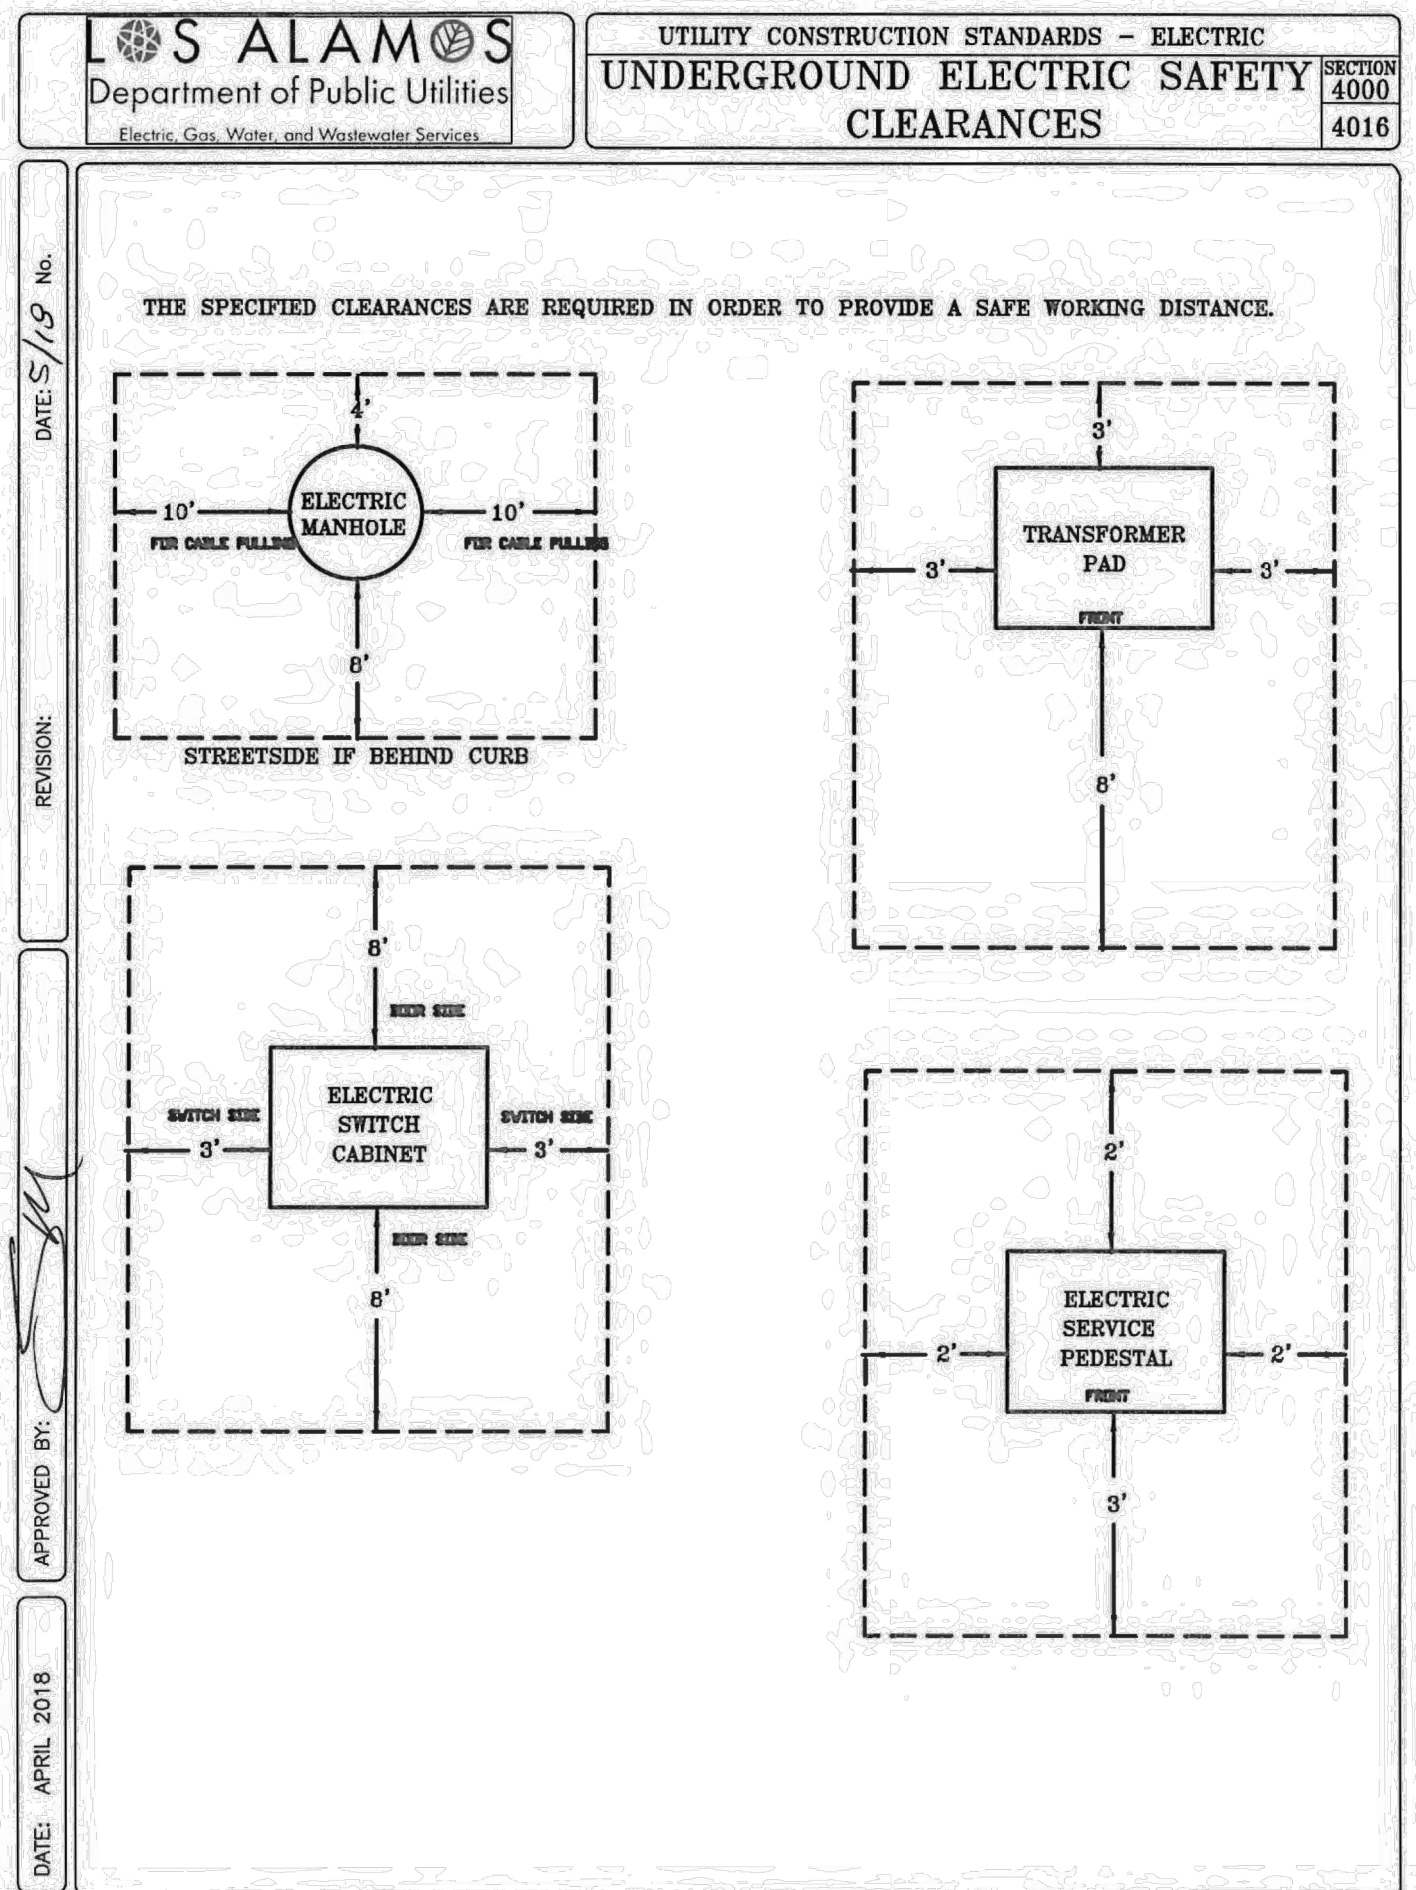 LOS ALAMOS
Department of Public Utilities
Electric, Gas, Water, and Wastewater Services
UTILITY CONSTRUCTION STANDARDS – ELECTRIC
UNDERGROUND ELECTRIC SAFETY
CLEARANCES
SECTION
4000
4016
DATE: 5/19 No.
REVISION:
APPROVED BY:
DATE: APRIL 2018
THE SPECIFIED CLEARANCES ARE REQUIRED IN ORDER TO PROVIDE A SAFE WORKING DISTANCE.
4'
10'
FOR CABLE PULLING
ELECTRIC
MANHOLE
10'
FOR CABLE PULLING
8'
STREETSIDE IF BEHIND CURB
3'
3'
TRANSFORMER
PAD
FRONT
3'
8'
8'
DOOR SIDE
SWITCH SIDE
3'
ELECTRIC
SWITCH
CABINET
SWITCH SIDE
3'
DOOR SIDE
8'
2'
2'
ELECTRIC
SERVICE
PEDESTAL
FRONT
2'
3'